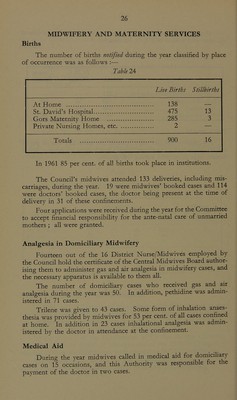 26
MIDWIFERY AND MATERNITY SERVICES
Births
The number of births notified during the year classified by place
of occurrence was as follows :—
Table 24
Live Births Stillbirths
At Home ... 138 —
St. David's Hospital... 475 13
Gors Maternity Home ... 285 3
Private Nursing Homes, etc. ... 2 —
Total ... 900 16
In 1961 85 per cent. of all births took place in institutions.
The Council's midwives attended 133 deliveries, including mis-
carriages, during the year. 19 were midwives' booked cases and 114
were doctors' booked cases, the doctor being present at the time of
delivery in 31 of these confinements.
Four applications were received during the year for the Committee
to accept financial responsibility for the ante-natal care of unmarried
mothers ; all were granted.
Analgesia in Domiciliary Midwifery
Fourteen out of the 16 District Nurse/Midwives employed by
the Council hold the certificate of the Central Midwives Board author-
ising them to administer gas and air analgesia in midwifery cases, and
the necessary apparatus is available to them all.
The number of domiciliary cases who received gas and air
analgesia during the year was 50. In addition, pethidine was admin-
istered in 71 cases.
Trilene was given to 43 cases. Some form of inhalation anaes-
thesia was provided by midwives for 53 per cent. of all cases confined
at home. In addition in 23 cases inhalational analgesia was admin-
istered by the doctor in attendance at the confinement.
Medical Aid
During the year midwives called in medical aid for domiciliary
cases on 15 occasions, and this Authority was responsible for the
payment of the doctor in two cases.